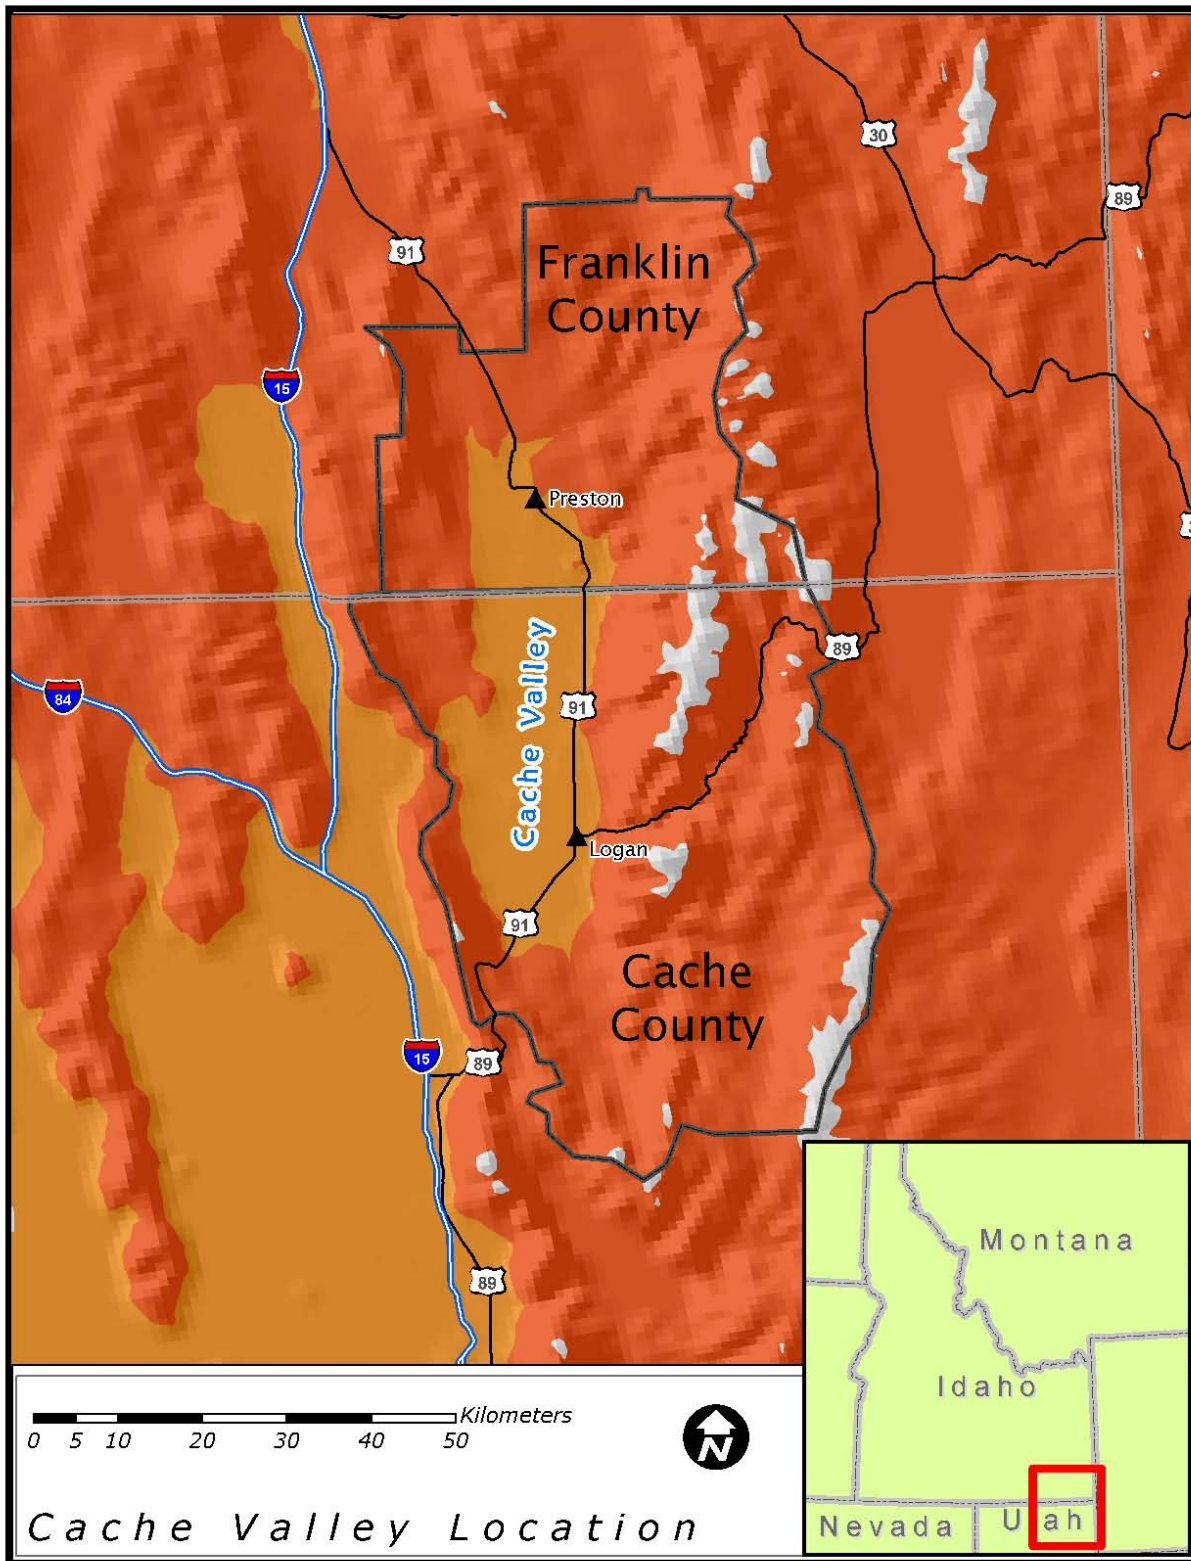 30
89
91
Franklin
County
15
Preston
89
84
Cache Valley
91
Logan
91
Cache
County
15
89
89
Montana
Idaho
Nevada
Utah
Kilometers
0 5 10 20 30 40 50
N
Cache Valley Location